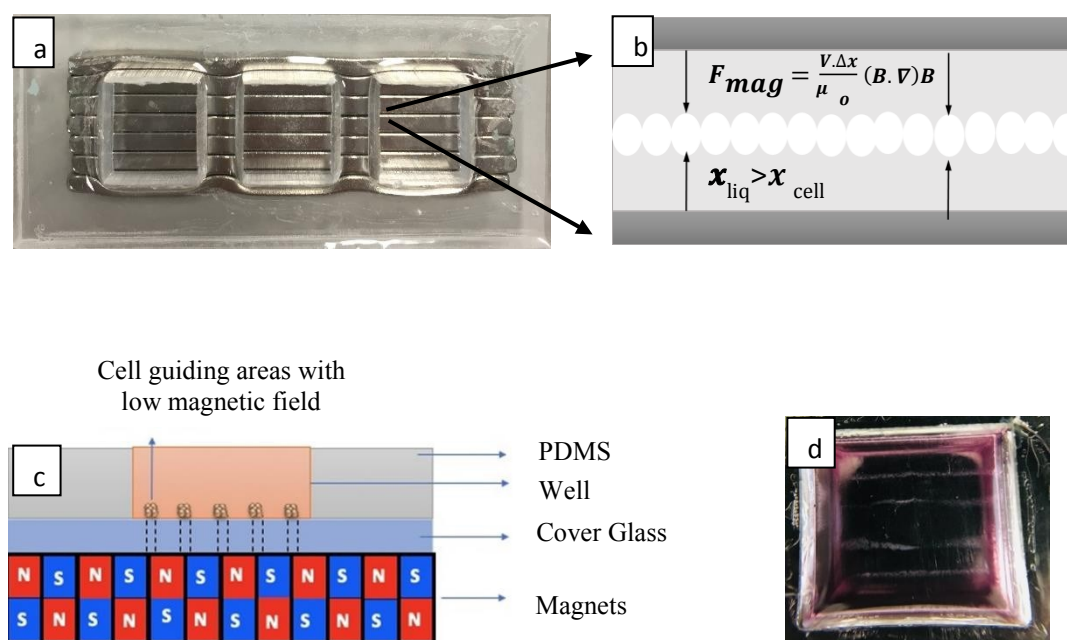 a
b
F_mag = V.Δx / μ_o (B. ∇)B
x_liq > x_cell
Cell guiding areas with
low magnetic field
c
PDMS
Well
Cover Glass
Magnets
N S N S N S N S N S N S
S N S N S N S N S N S N
d